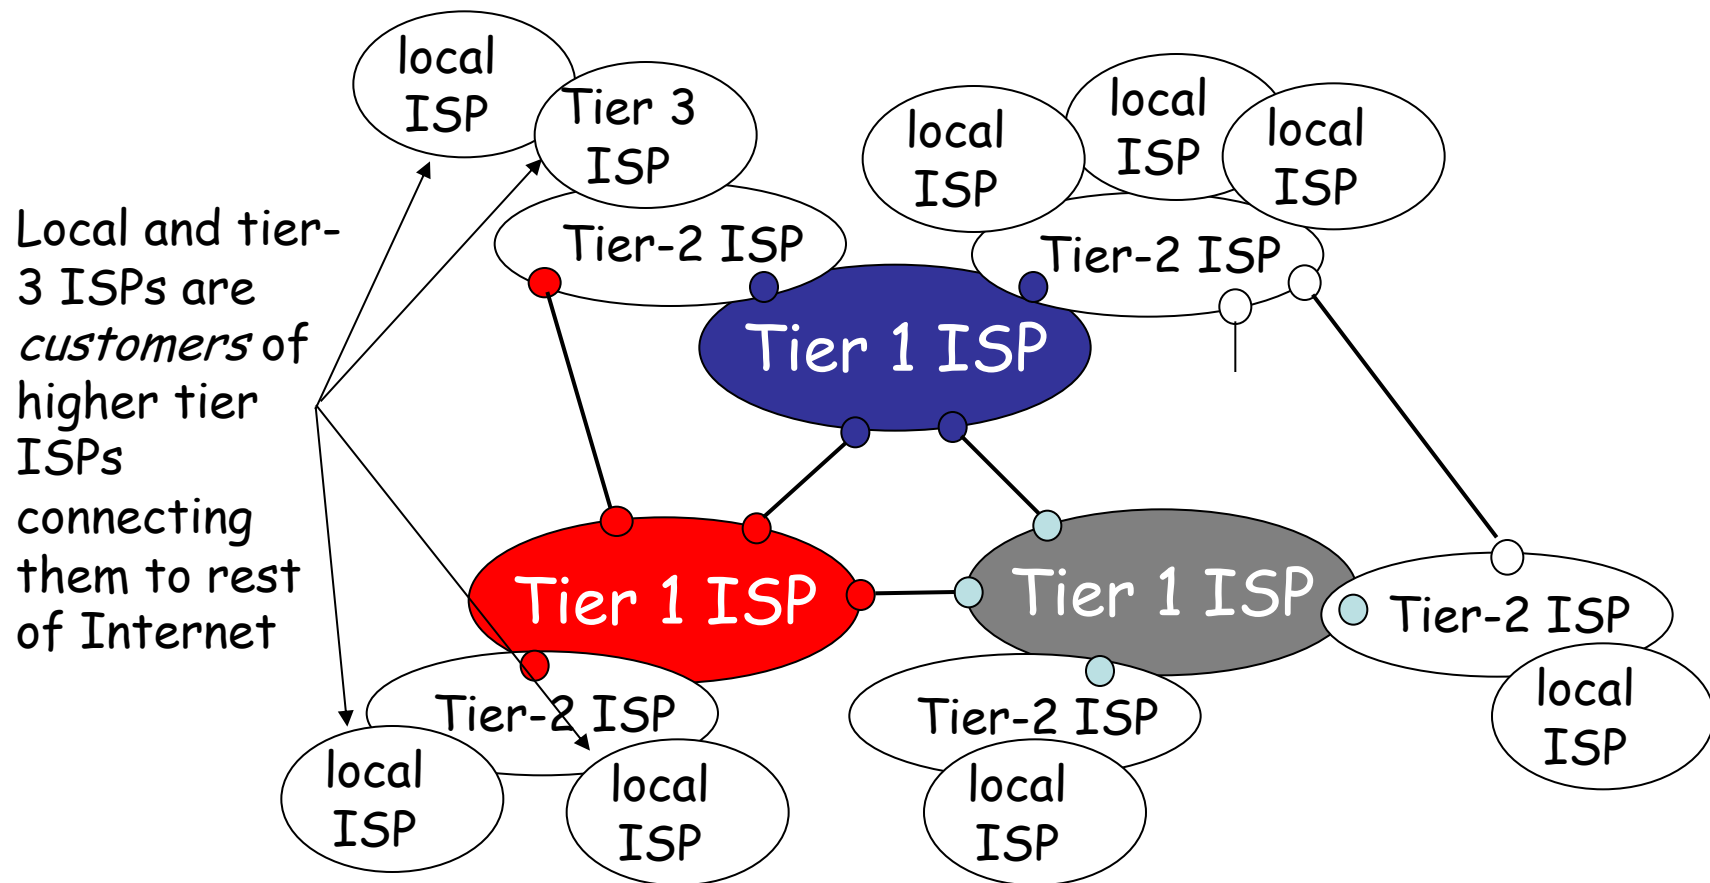 local
ISP
Tier 3
ISP
local
ISP
local
ISP
local
ISP
Local and tier-
3 ISPs are
customers of
higher tier
ISPs
connecting
them to rest
of Internet
Tier-2 ISP
Tier-2 ISP
Tier 1 ISP
Tier 1 ISP
Tier 1 ISP
Tier-2 ISP
Tier-2 ISP
Tier-2 ISP
local
ISP
local
ISP
local
ISP
local
ISP